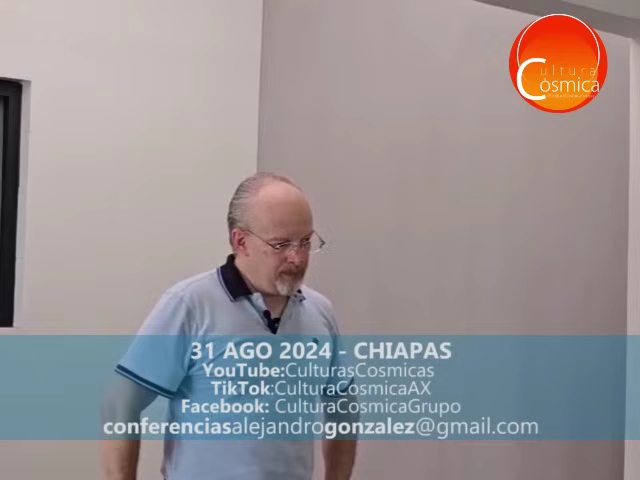 Cultura
Cósmica
31 AGO 2024 - CHIAPAS
YouTube:CulturasCosmicas
TikTok:CulturaCosmicaAX
Facebook: CulturaCosmicaGrupo
conferenciasalejandrogonzalez@gmail.com